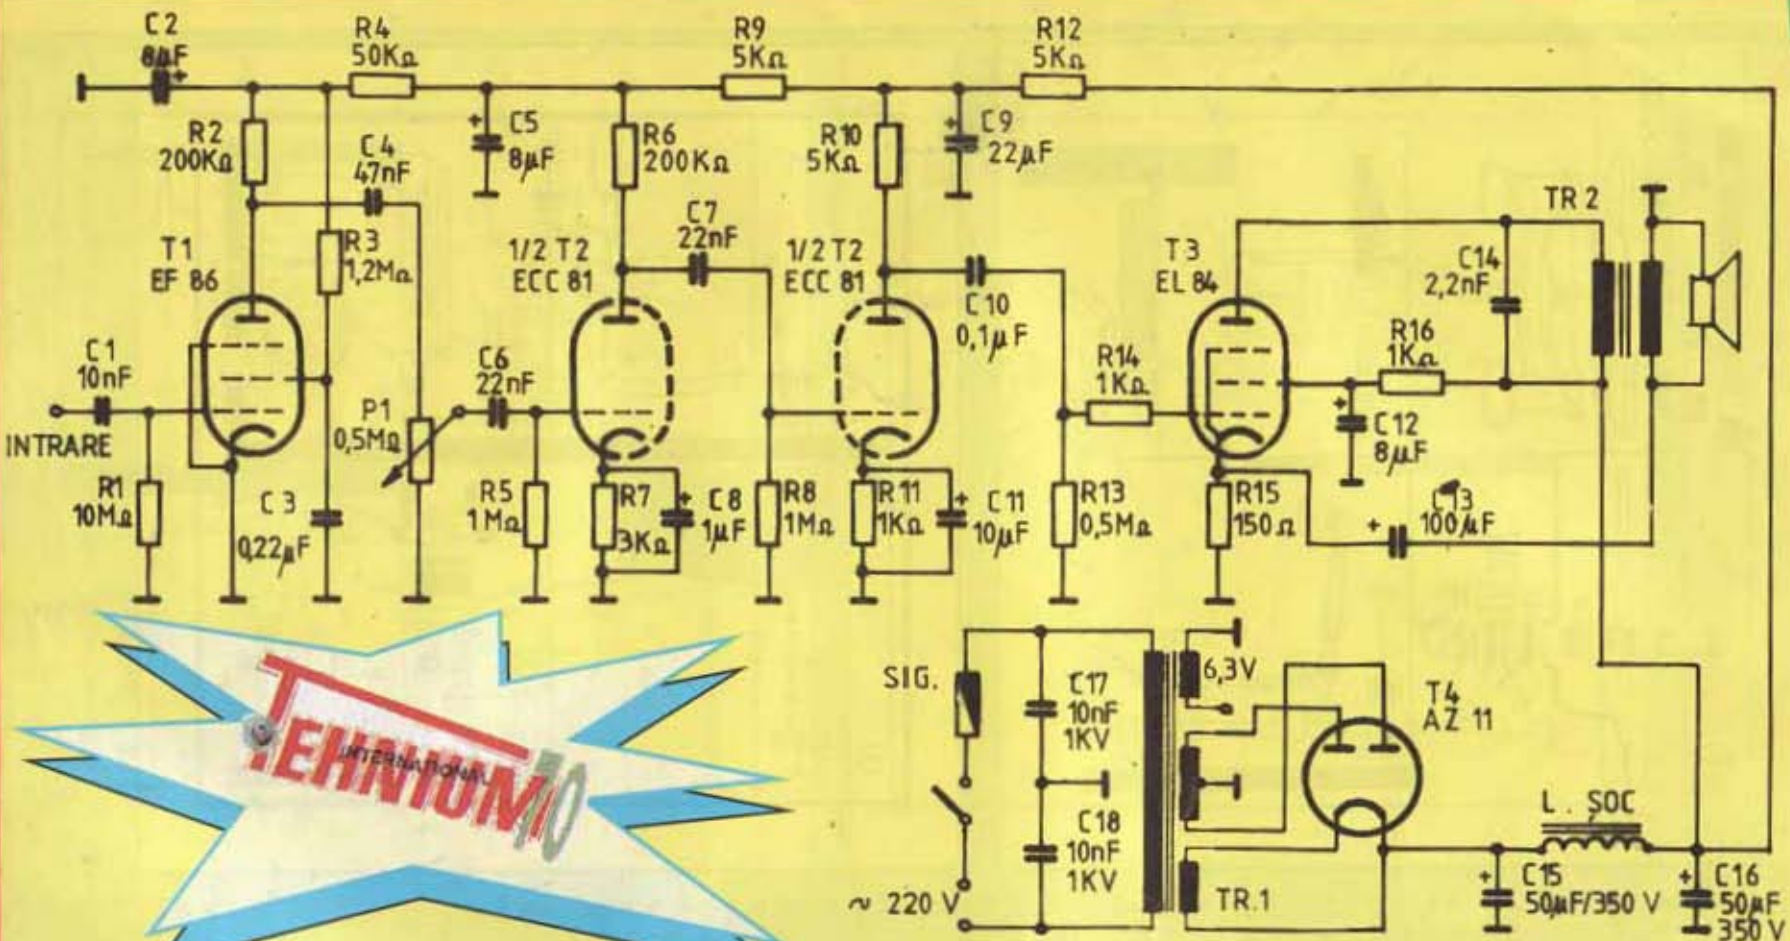 C2
8µF
R4
50KΩ
R9
5KΩ
R12
5KΩ
R2
200KΩ
C4
47nF
C5
8µF
R6
200KΩ
R10
5KΩ
C9
22µF
T1
EF 86
R3
1,2MΩ
1/2 T2
ECC 81
C7
22nF
1/2 T2
ECC 81
T3
EL 84
TR 2
C14
2,2nF
C10
0,1µF
C1
10nF
INTRARE
P1
0,5MΩ
C6
22nF
R14
1KΩ
R16
1KΩ
C12
8µF
R1
10MΩ
C3
0,22µF
R5
1MΩ
R7
3KΩ
C8
1µF
R8
1MΩ
R11
1KΩ
C11
10µF
R13
0,5MΩ
R15
150Ω
C13
100µF
TEHNIUM
INTERNATIONAL
70
SIG.
C17
10nF
1KV
6,3V
T4
AZ 11
C18
10nF
1KV
~ 220 V
TR.1
L. ȘOC
C15
50µF/350 V
C16
50µF
350 V